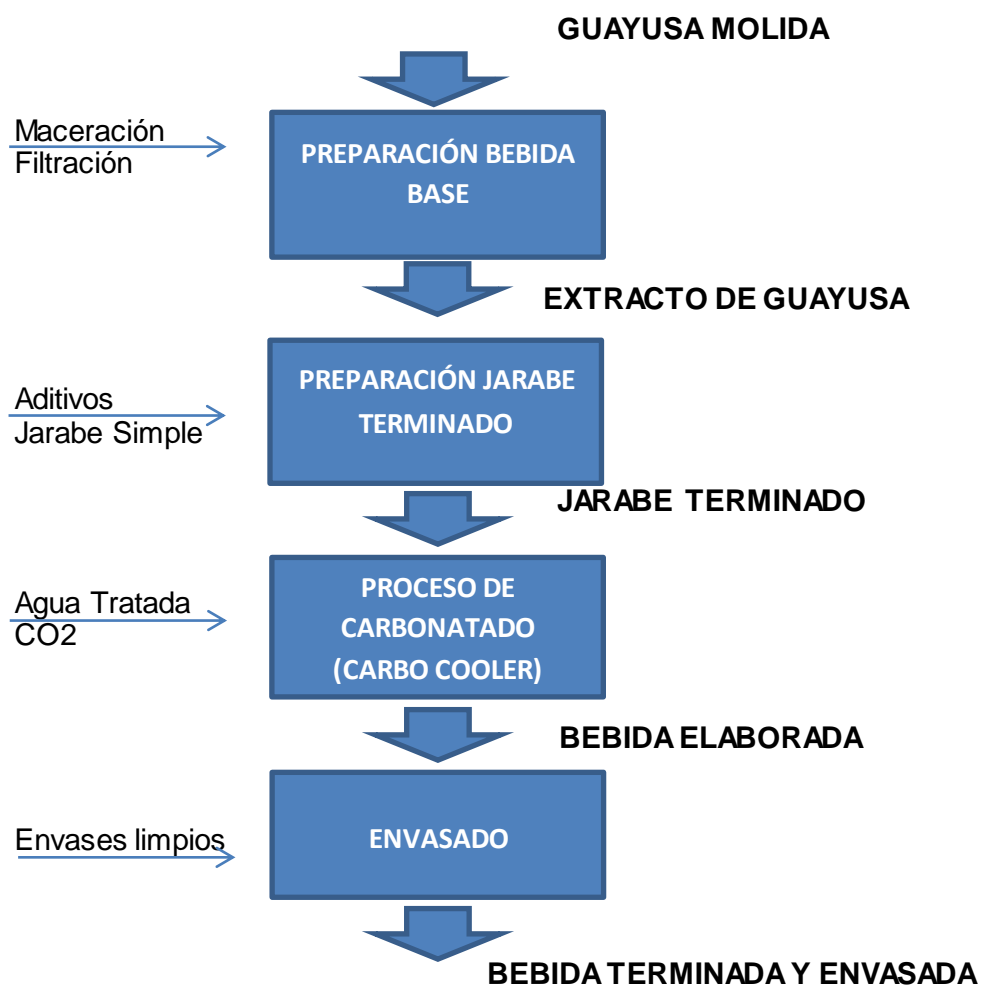 GUAYUSA MOLIDA
Maceración
Filtración
PREPARACIÓN BEBIDA
BASE
EXTRACTO DE GUAYUSA
Aditivos
Jarabe Simple
PREPARACIÓN JARABE
TERMINADO
JARABE TERMINADO
Agua Tratada
CO2
PROCESO DE
CARBONATADO
(CARBO COOLER)
BEBIDA ELABORADA
Envases limpios
ENVASADO
BEBIDA TERMINADA Y ENVASADA